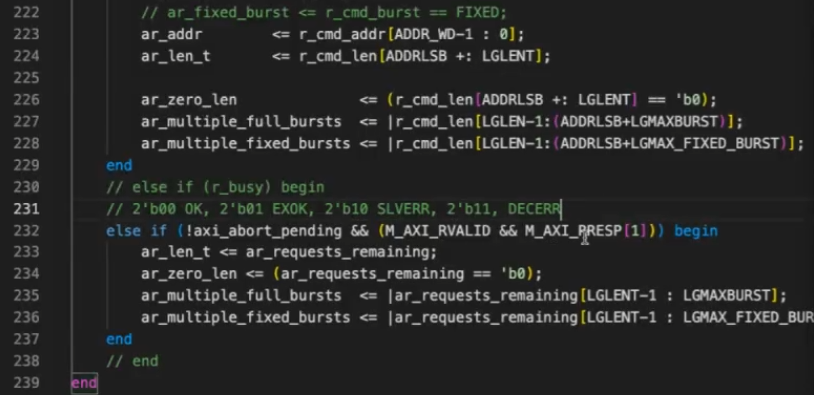 222 // ar_fixed_burst <= r_cmd_burst == FIXED;
223 ar_addr <= r_cmd_addr[ADDR_WD-1 : 0];
224 ar_len_t <= r_cmd_len[ADDRLSB +: LGLENT];
225
226 ar_zero_len <= (r_cmd_len[ADDRLSB +: LGLENT] == 'b0);
227 ar_multiple_full_bursts <= |r_cmd_len[LGLEN-1:(ADDRLSB+LGMAXBURST)];
228 ar_multiple_fixed_bursts <= |r_cmd_len[LGLEN-1:(ADDRLSB+LGMAX_FIXED_BURST)];
229 end
230 // else if (r_busy) begin
231 // 2'b00 OK, 2'b01 EXOK, 2'b10 SLVERR, 2'b11, DECERR
232 else if (!axi_abort_pending && (M_AXI_RVALID && M_AXI_RRESP[1])) begin
233 ar_len_t <= ar_requests_remaining;
234 ar_zero_len <= (ar_requests_remaining == 'b0);
235 ar_multiple_full_bursts <= |ar_requests_remaining[LGLENT-1 : LGMAXBURST];
236 ar_multiple_fixed_bursts <= |ar_requests_remaining[LGLENT-1 : LGMAX_FIXED_BUR
237 end
238 // end
239 end